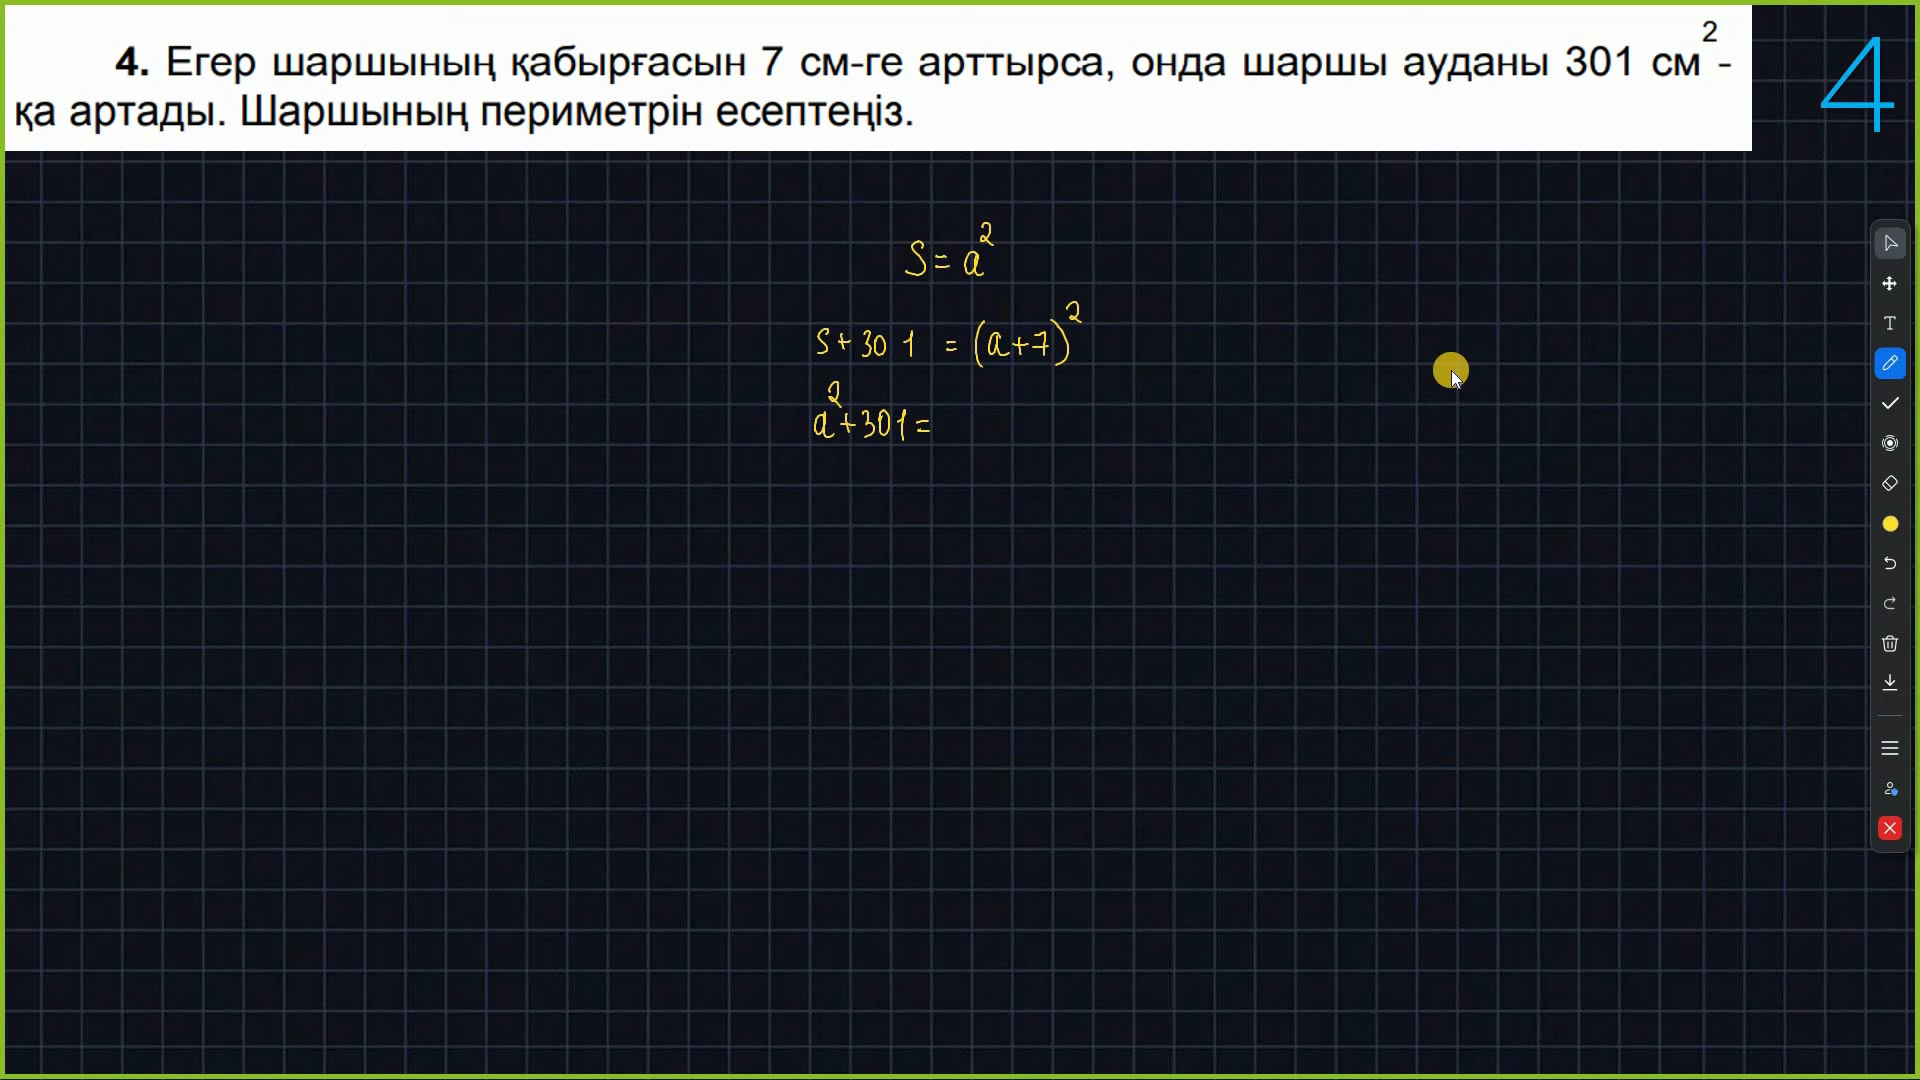 4. Егер шаршының қабырғасын 7 см-ге арттырса, онда шаршы ауданы 301 см² -
қа артады. Шаршының периметрін есептеңіз.
4
S = a²
S + 301 = (a+7)²
a² + 301 =
T